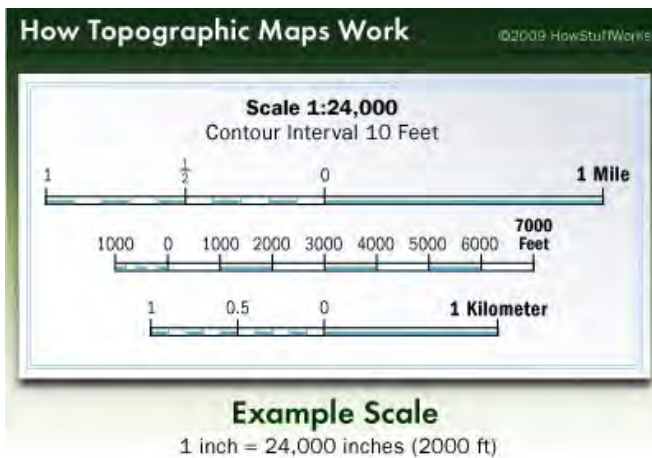 How Topographic Maps Work ©2009 HowStuffWorks
Scale 1:24,000
Contour Interval 10 Feet
1 ½ 0 1 Mile
1000 0 1000 2000 3000 4000 5000 6000 7000 Feet
1 0.5 0 1 Kilometer
Example Scale
1 inch = 24,000 inches (2000 ft)